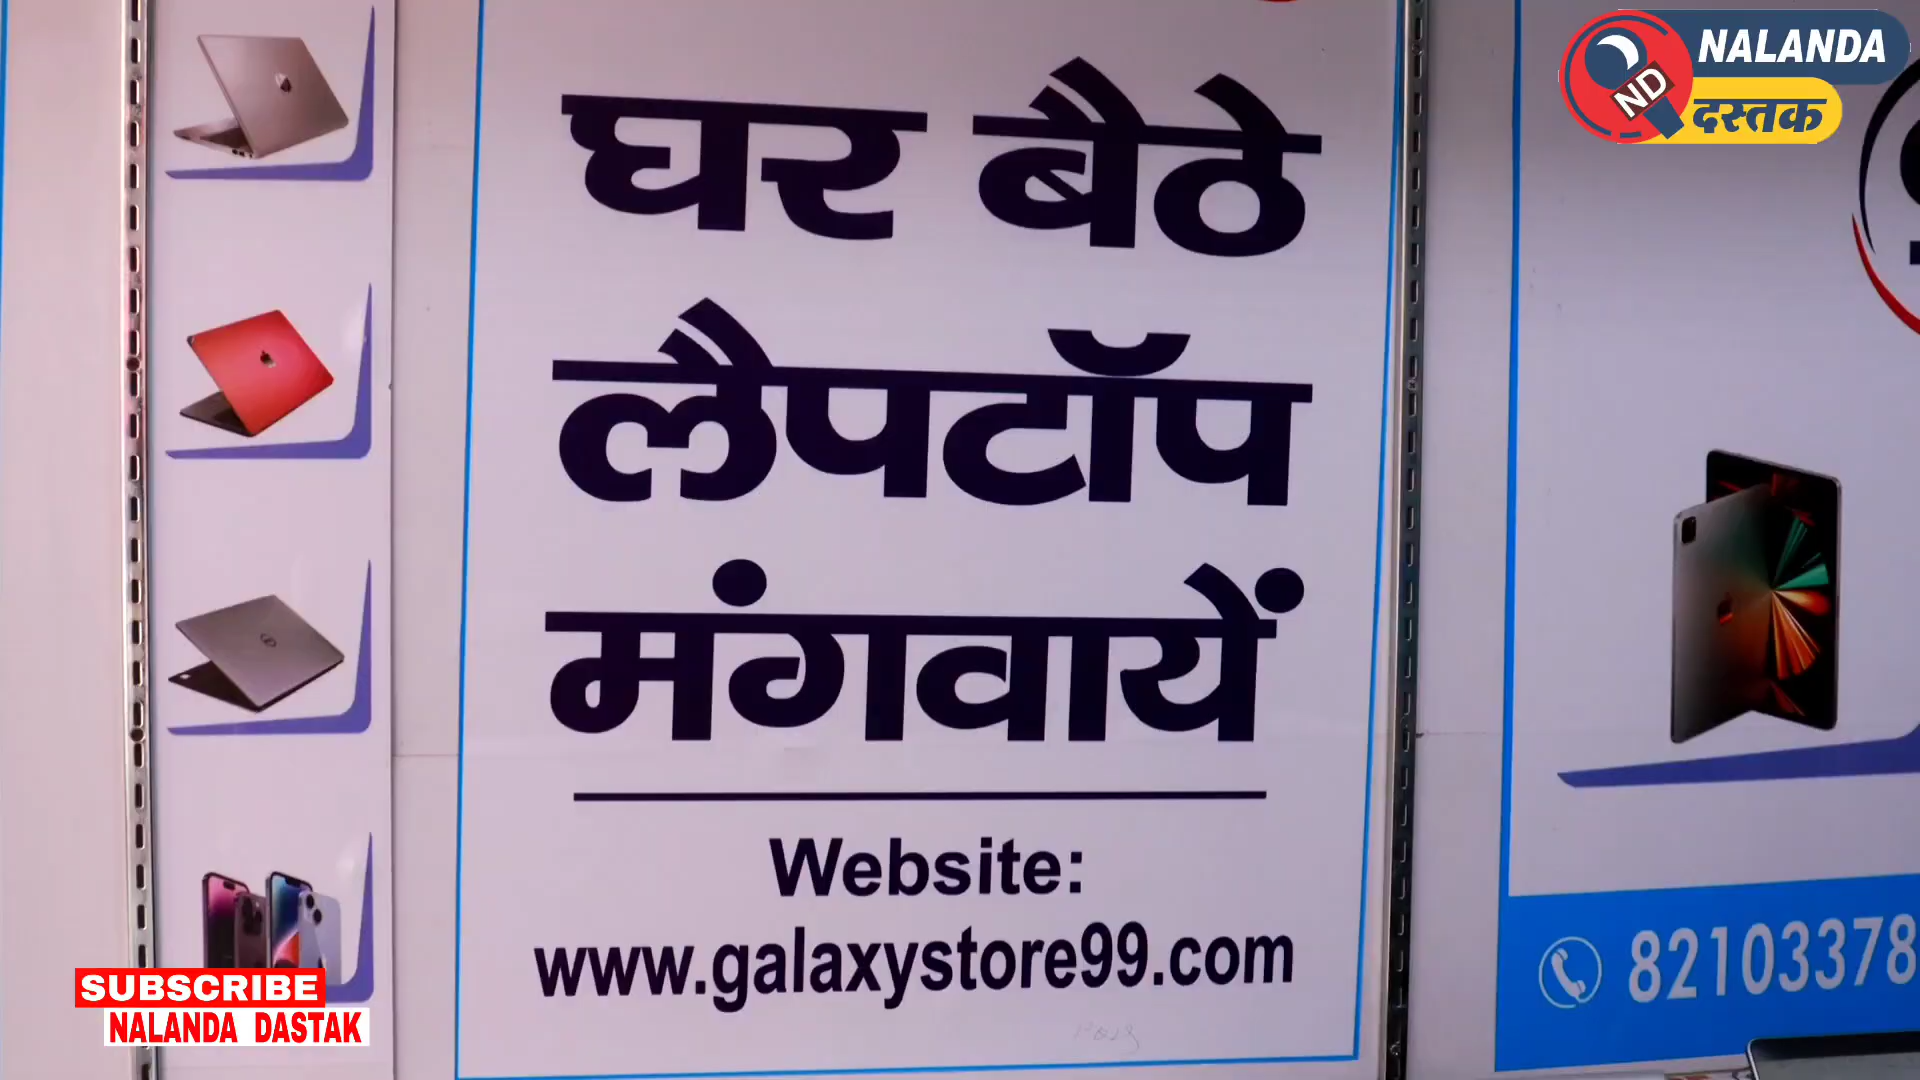 NALANDA
दस्तक
ND
घर बैठे
लैपटॉप
मंगवायें
Website:
www.galaxystore99.com
82103378
SUBSCRIBE
NALANDA DASTAK